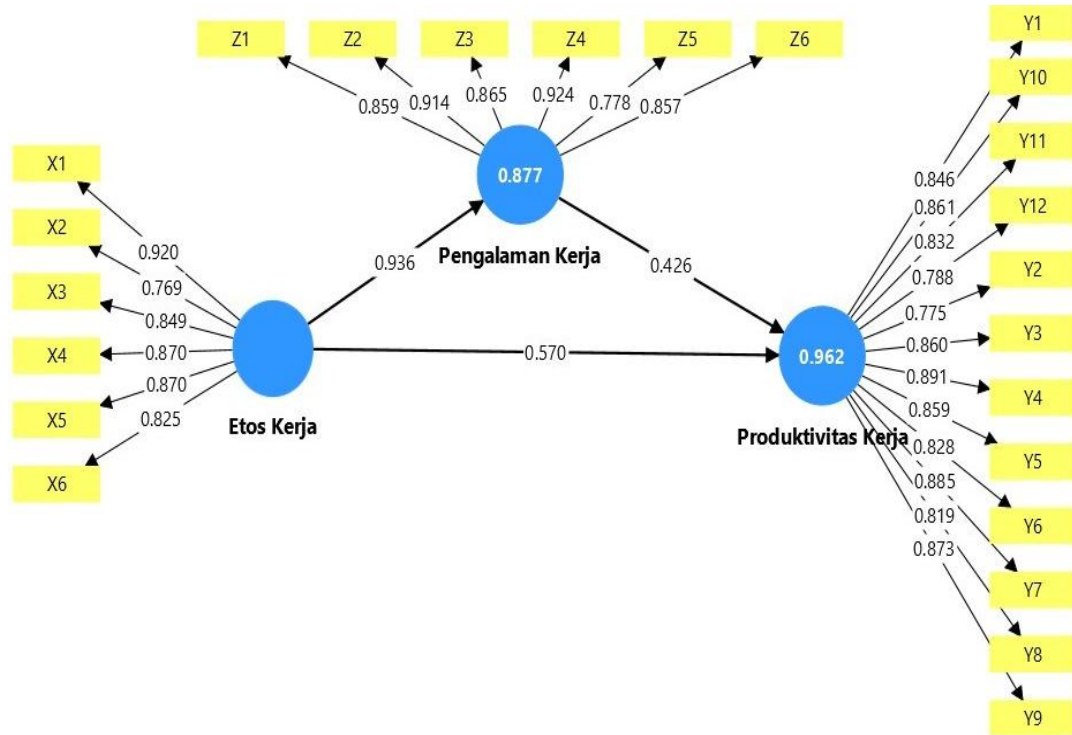 Z1 Z2 Z3 Z4 Z5 Z6
0.859 0.914 0.865 0.924 0.778 0.857
0.877
Pengalaman Kerja
X1
X2
X3
X4
X5
X6
0.920
0.769
0.849
0.870
0.870
0.825
Etos Kerja
0.936
0.426
0.570
0.962
Produktivitas Kerja
0.846
0.861
0.832
0.788
0.775
0.860
0.891
0.859
0.828
0.885
0.819
0.873
Y1
Y10
Y11
Y12
Y2
Y3
Y4
Y5
Y6
Y7
Y8
Y9